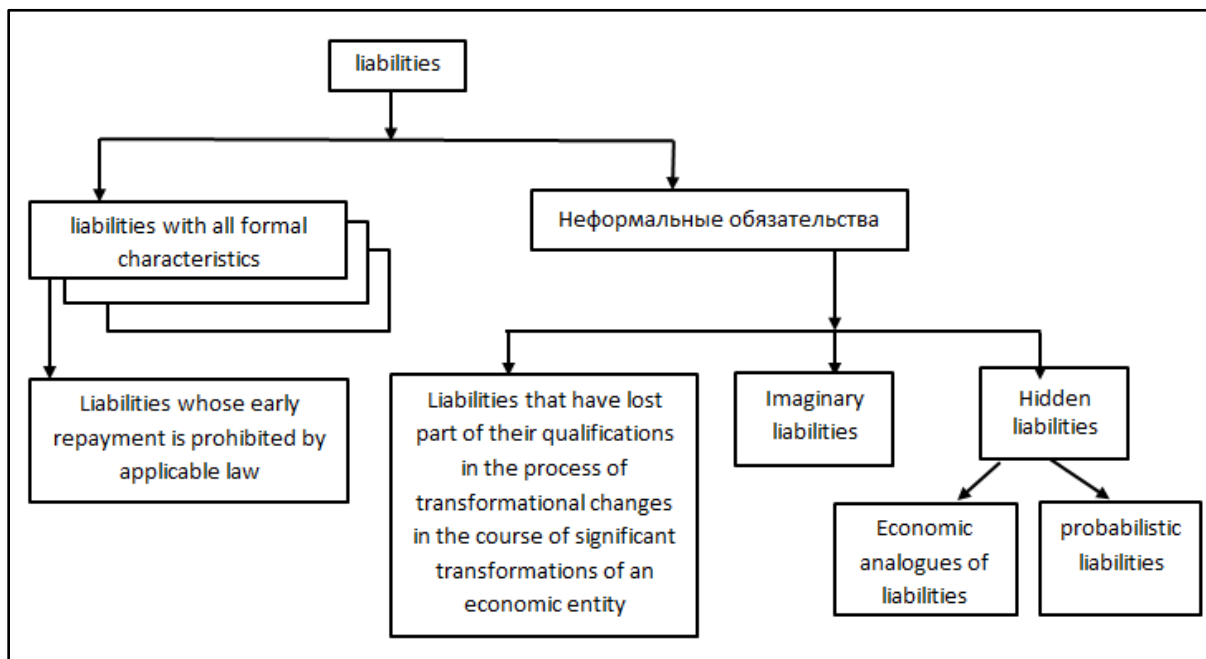 liabilities
liabilities with all formal
characteristics
Неформальные обязательства
Liabilities whose early
repayment is prohibited by
applicable law
Liabilities that have lost
part of their qualifications
in the process of
transformational changes
in the course of significant
transformations of an
economic entity
Imaginary
liabilities
Hidden
liabilities
Economic
analogues of
liabilities
probabilistic
liabilities